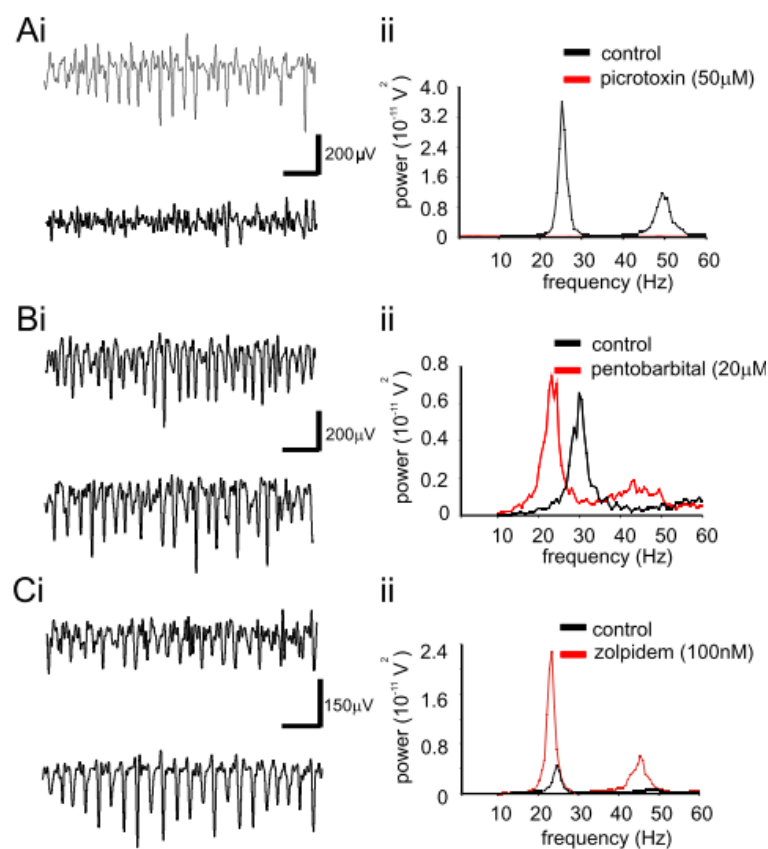 Ai
ii
control
picrotoxin (50μM)
200μV
power (10⁻¹¹ V²)
4.0
3.2
2.4
1.6
0.8
0
10 20 30 40 50 60
frequency (Hz)
Bi
ii
control
pentobarbital (20μM
200μV
power (10⁻¹¹ V²)
0.8
0.6
0.4
0.2
0
10 20 30 40 50 60
frequency (Hz)
Ci
ii
control
zolpidem (100nM)
150μV
power (10⁻¹¹ V²)
2.4
1.6
0.8
0
10 20 30 40 50 60
frequency (Hz)